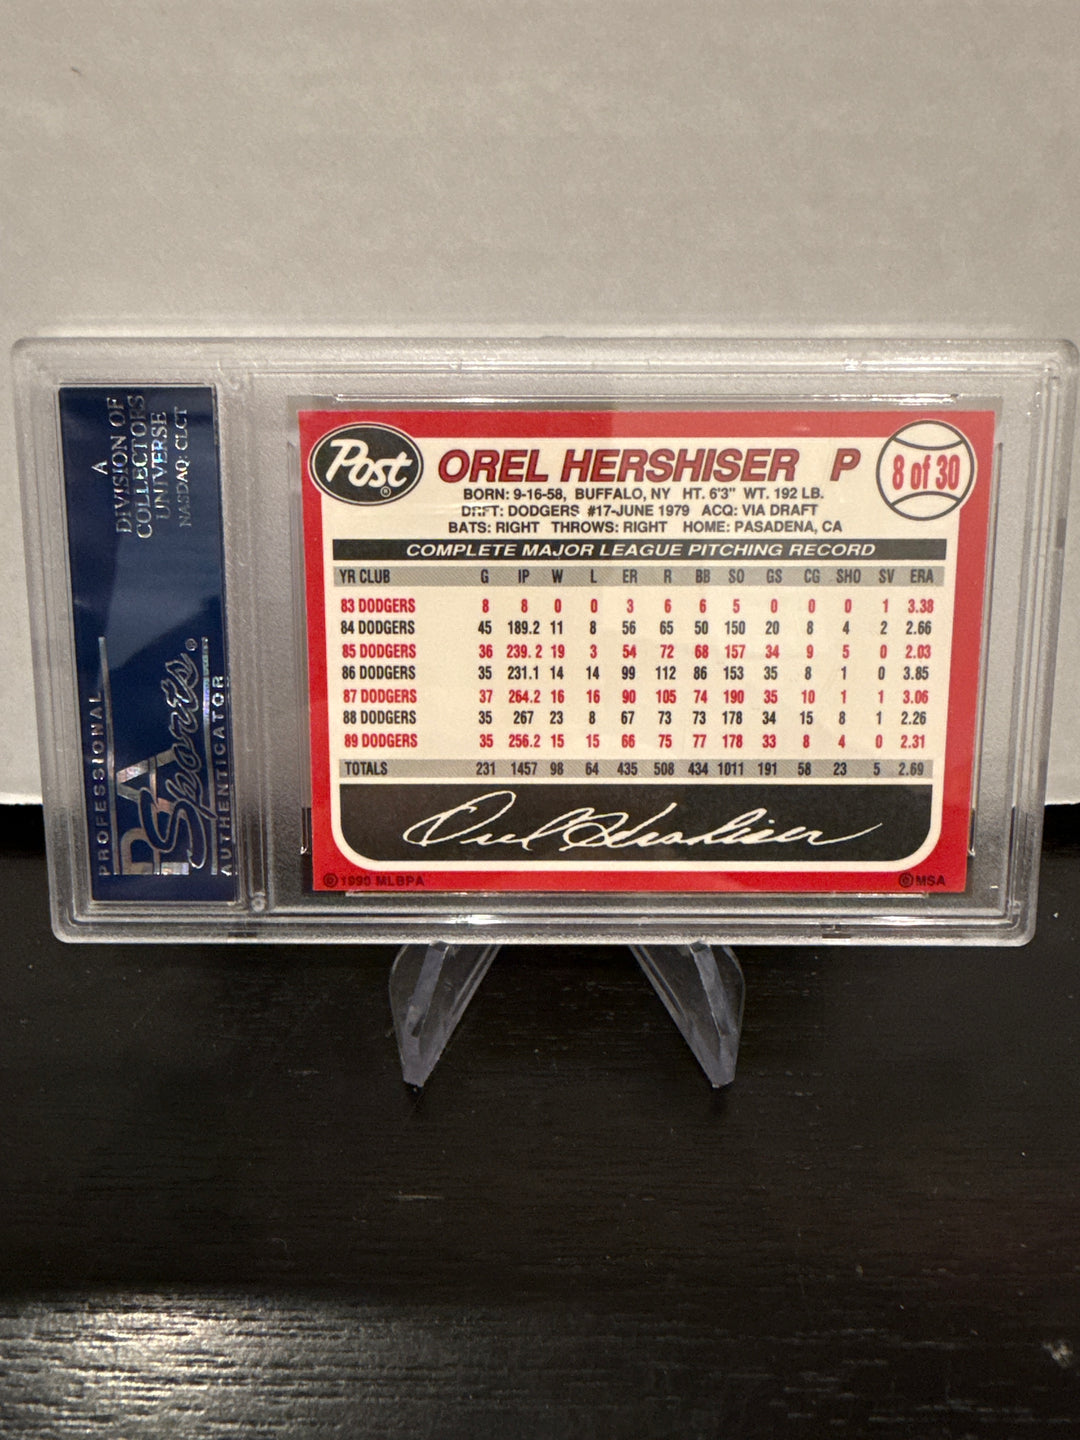 A
DIVISION OF
COLLECTORS
UNIVERSE
NASDAQ: CLCT
PROFESSIONAL
PSA
Sports®
AUTHENTICATOR
Post®
OREL HERSHISER P
8 of 30
BORN: 9-16-58, BUFFALO, NY HT. 6'3" WT. 192 LB.
DRFT: DODGERS #17-JUNE 1979 ACQ: VIA DRAFT
BATS: RIGHT THROWS: RIGHT HOME: PASADENA, CA
COMPLETE MAJOR LEAGUE PITCHING RECORD
YR CLUB G IP W L ER R BB SO GS CG SHO SV ERA
83 DODGERS 8 8 0 0 3 6 6 5 0 0 0 1 3.38
84 DODGERS 45 189.2 11 8 56 65 50 150 20 8 4 2 2.66
85 DODGERS 36 239.2 19 3 54 72 68 157 34 9 5 0 2.03
86 DODGERS 35 231.1 14 14 99 112 86 153 35 8 1 0 3.85
87 DODGERS 37 264.2 16 16 90 105 74 190 35 10 1 1 3.06
88 DODGERS 35 267 23 8 67 73 73 178 34 15 8 1 2.26
89 DODGERS 35 256.2 15 15 66 75 77 178 33 8 4 0 2.31
TOTALS 231 1457 98 64 435 508 434 1011 191 58 23 5 2.69
Orel Hershiser
©1990 MLBPA
©MSA